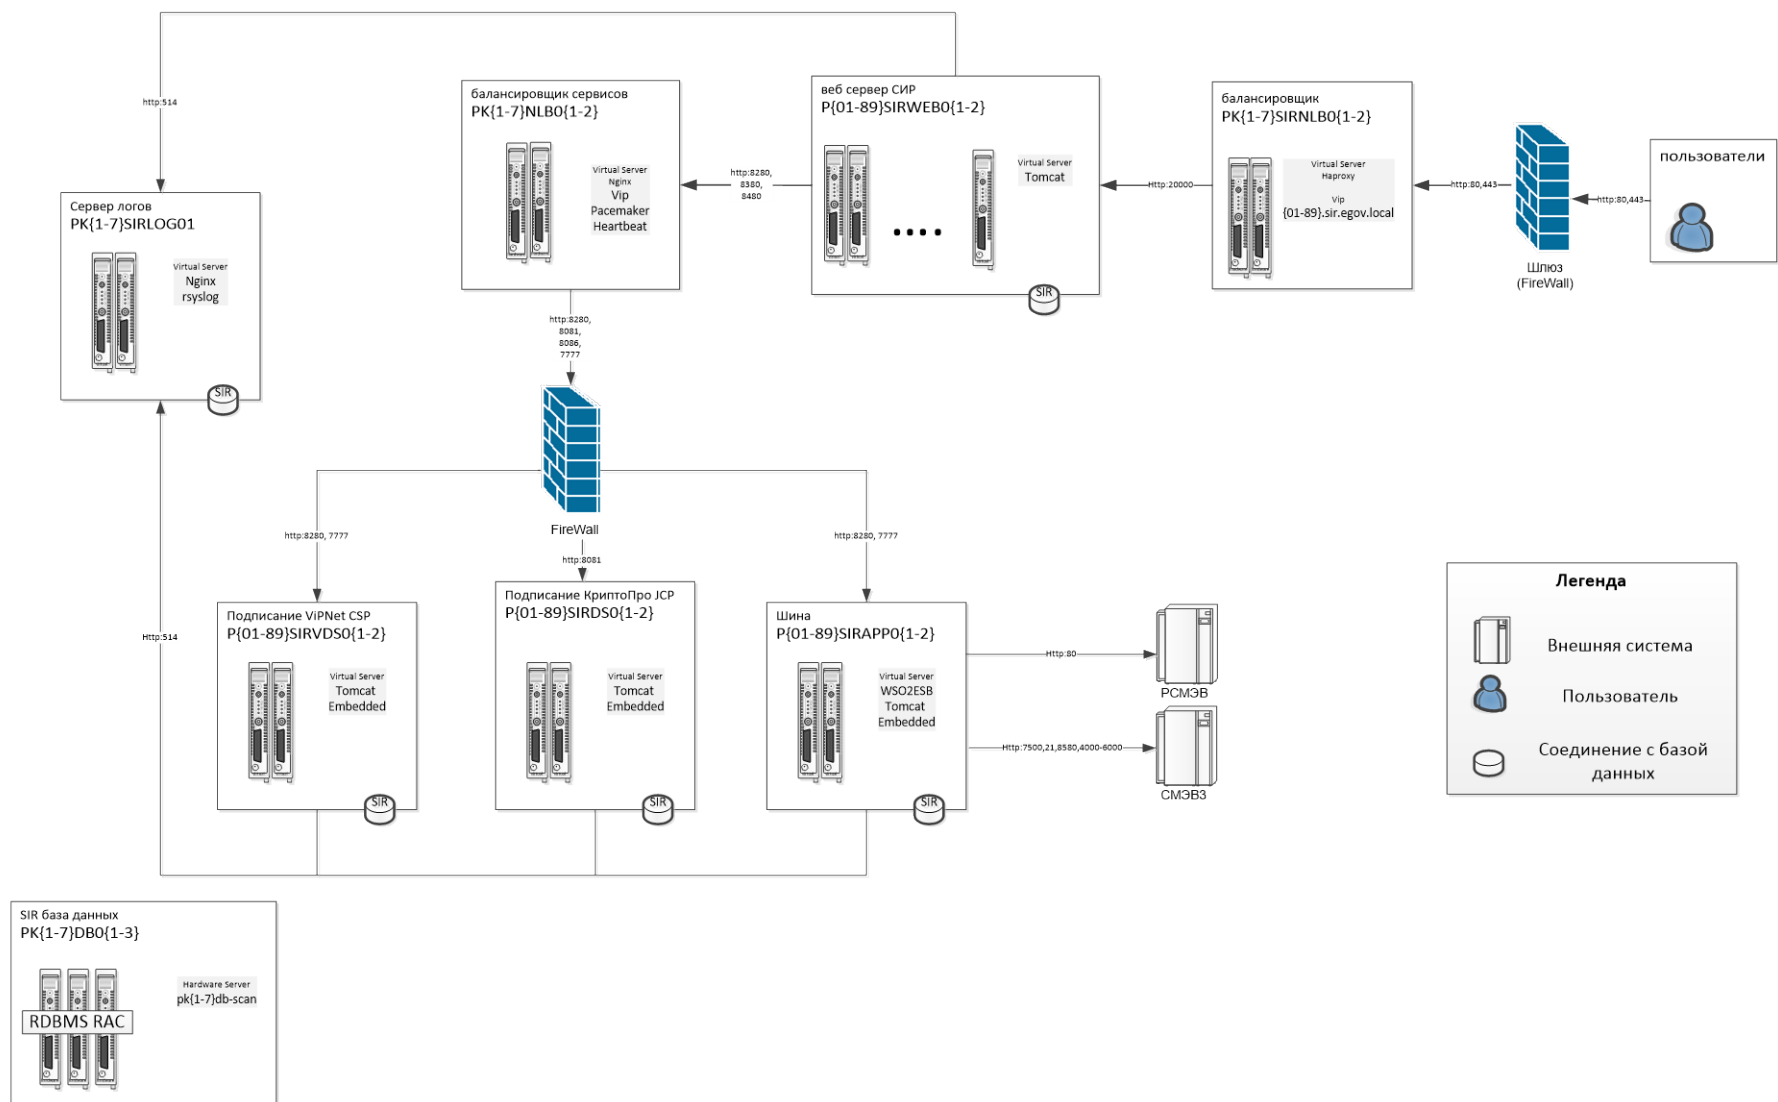 http:514
балансировщик сервисов
PK{1-7}NLB0{1-2}
Virtual Server
Nginx
Vip
Pacemaker
Heartbeat
http:8280,
8380,
8480
веб сервер СИР
P{01-89}SIRWEB0{1-2}
Virtual Server
Tomcat
SIR
Http:20000
балансировщик
PK{1-7}SIRNLB0{1-2}
Virtual Server
Haproxy
Vip
{01-89}.sir.egov.local
http:80,443
Шлюз
(FireWall)
http:80,443
пользователи
Сервер логов
PK{1-7}SIRLOG01
Virtual Server
Nginx
rsyslog
SIR
http:8280,
8081,
8086,
7777
FireWall
http:8280, 7777
http:8081
http:8280, 7777
Http:514
Подписание ViPNet CSP
P{01-89}SIRVDS0{1-2}
Virtual Server
Tomcat
Embedded
SIR
Подписание КриптоПро JCP
P{01-89}SIRDS0{1-2}
Virtual Server
Tomcat
Embedded
SIR
Шина
P{01-89}SIRAPP0{1-2}
Virtual Server
WSO2ESB
Tomcat
Embedded
SIR
Http:80
РСМЭВ
Http:7500,21,8580,4000-6000
СМЭВ3
Легенда
Внешняя система
Пользователь
Соединение с базой
данных
SIR база данных
PK{1-7}DB0{1-3}
Hardware Server
pk{1-7}db-scan
RDBMS RAC